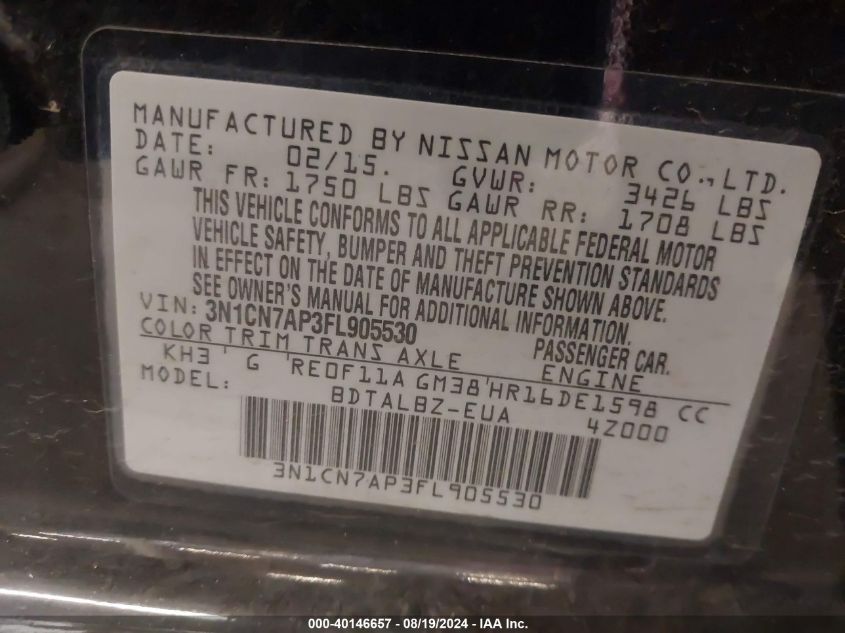 MANUFACTURED BY NISSAN MOTOR CO.,LTD.
DATE: 02/15. GVWR: 3426 LBS
GAWR FR: 1750 LBS GAWR RR: 1708 LBS
THIS VEHICLE CONFORMS TO ALL APPLICABLE FEDERAL MOTOR
VEHICLE SAFETY, BUMPER AND THEFT PREVENTION STANDARDS
IN EFFECT ON THE DATE OF MANUFACTURE SHOWN ABOVE.
SEE OWNER'S MANUAL FOR ADDITIONAL INFORMATION.
VIN: 3N1CN7AP3FL905530 PASSENGER CAR.
COLOR TRIM TRANS AXLE ENGINE
KH3 ' G 'RE0F11A GM38'HR16DE1598 CC
MODEL: BDTALBZ-EUA 4Z000
3N1CN7AP3FL905530
000-40146657 - 08/19/2024 - IAA Inc.